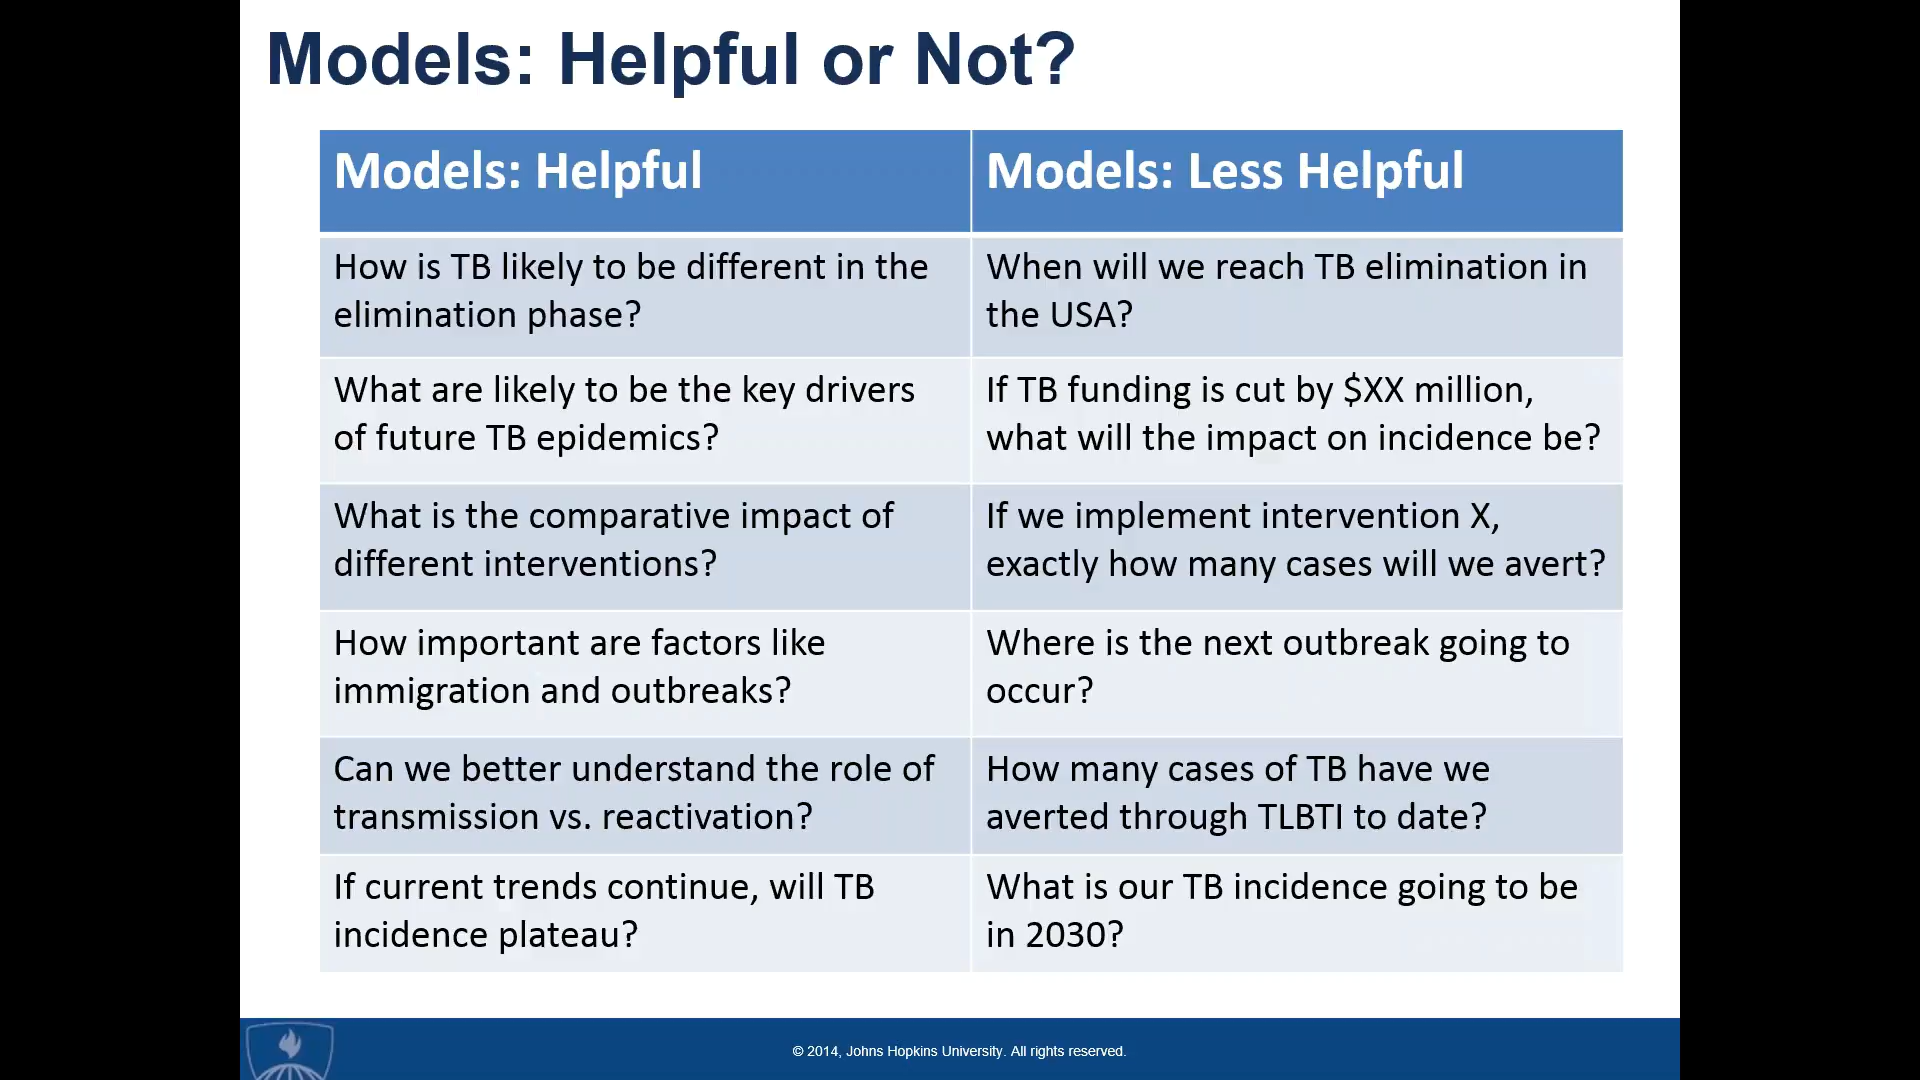 Models: Helpful or Not?
Models: Helpful
Models: Less Helpful
How is TB likely to be different in the
elimination phase?
When will we reach TB elimination in
the USA?
What are likely to be the key drivers
of future TB epidemics?
If TB funding is cut by $XX million,
what will the impact on incidence be?
What is the comparative impact of
different interventions?
If we implement intervention X,
exactly how many cases will we avert?
How important are factors like
immigration and outbreaks?
Where is the next outbreak going to
occur?
Can we better understand the role of
transmission vs. reactivation?
How many cases of TB have we
averted through TLBTI to date?
If current trends continue, will TB
incidence plateau?
What is our TB incidence going to be
in 2030?
© 2014, Johns Hopkins University. All rights reserved.